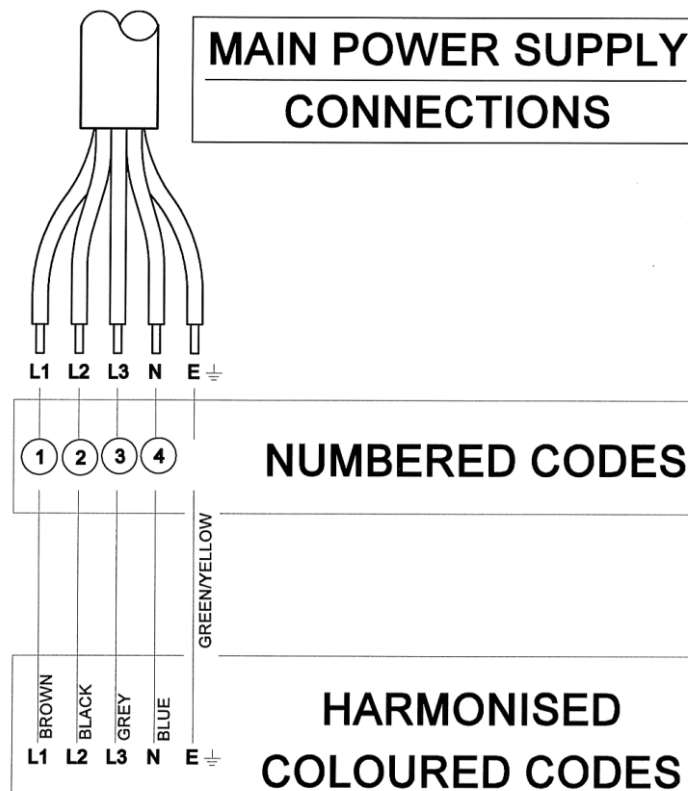 MAIN POWER SUPPLY
CONNECTIONS
L1 L2 L3 N E
1 2 3 4
NUMBERED CODES
GREEN/YELLOW
BROWN
BLACK
GREY
BLUE
L1 L2 L3 N E
HARMONISED
COLOURED CODES